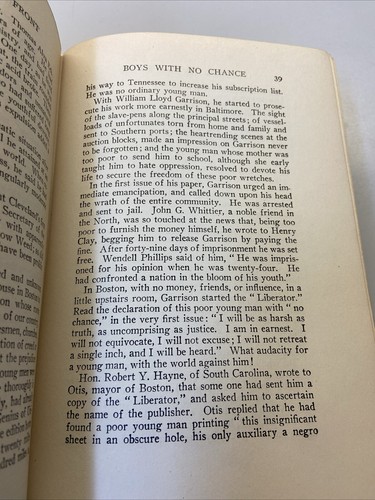 FRONT
BOYS WITH NO CHANCE 39
his way to Tennessee to increase his subscription list.
He was no ordinary young man.
With William Lloyd Garrison, he started to prose-
cute his work more earnestly in Baltimore. The sight
of the slave-pens along the principal streets; of vessel-
loads of unfortunates torn from home and family and
sent to Southern ports; the heartrending scenes at the
auction blocks, made an impression on Garrison never
to be forgotten; and the young man whose mother was
too poor to send him to school, although she early
taught him to hate oppression, resolved to devote his
life to secure the freedom of these poor wretches.
In the first issue of his paper, Garrison urged an im-
mediate emancipation, and called down upon his head
the wrath of the entire community. He was arrested
and sent to jail. John G. Whittier, a noble friend in
the North, was so touched at the news that, being too
poor to furnish the money himself, he wrote to Henry
Clay, begging him to release Garrison by paying the
fine. After forty-nine days of imprisonment he was set
free. Wendell Phillips said of him, "He was impris-
oned for his opinion when he was twenty-four. He
had confronted a nation in the bloom of his youth."
In Boston, with no money, friends, or influence, in a
little upstairs room, Garrison started the "Liberator."
Read the declaration of this poor young man with "no
chance," in the very first issue: "I will be as harsh as
truth, as uncompromising as justice. I am in earnest. I
will not equivocate, I will not excuse; I will not retreat
a single inch, and I will be heard." What audacity for
a young man, with the world against him!
Hon. Robert Y. Hayne, of South Carolina, wrote to
Otis, mayor of Boston, that some one had sent him a
copy of the "Liberator," and asked him to ascertain
the name of the publisher. Otis replied that he had
found a poor young man printing "this insignificant
sheet in an obscure hole, his only auxiliary a negro